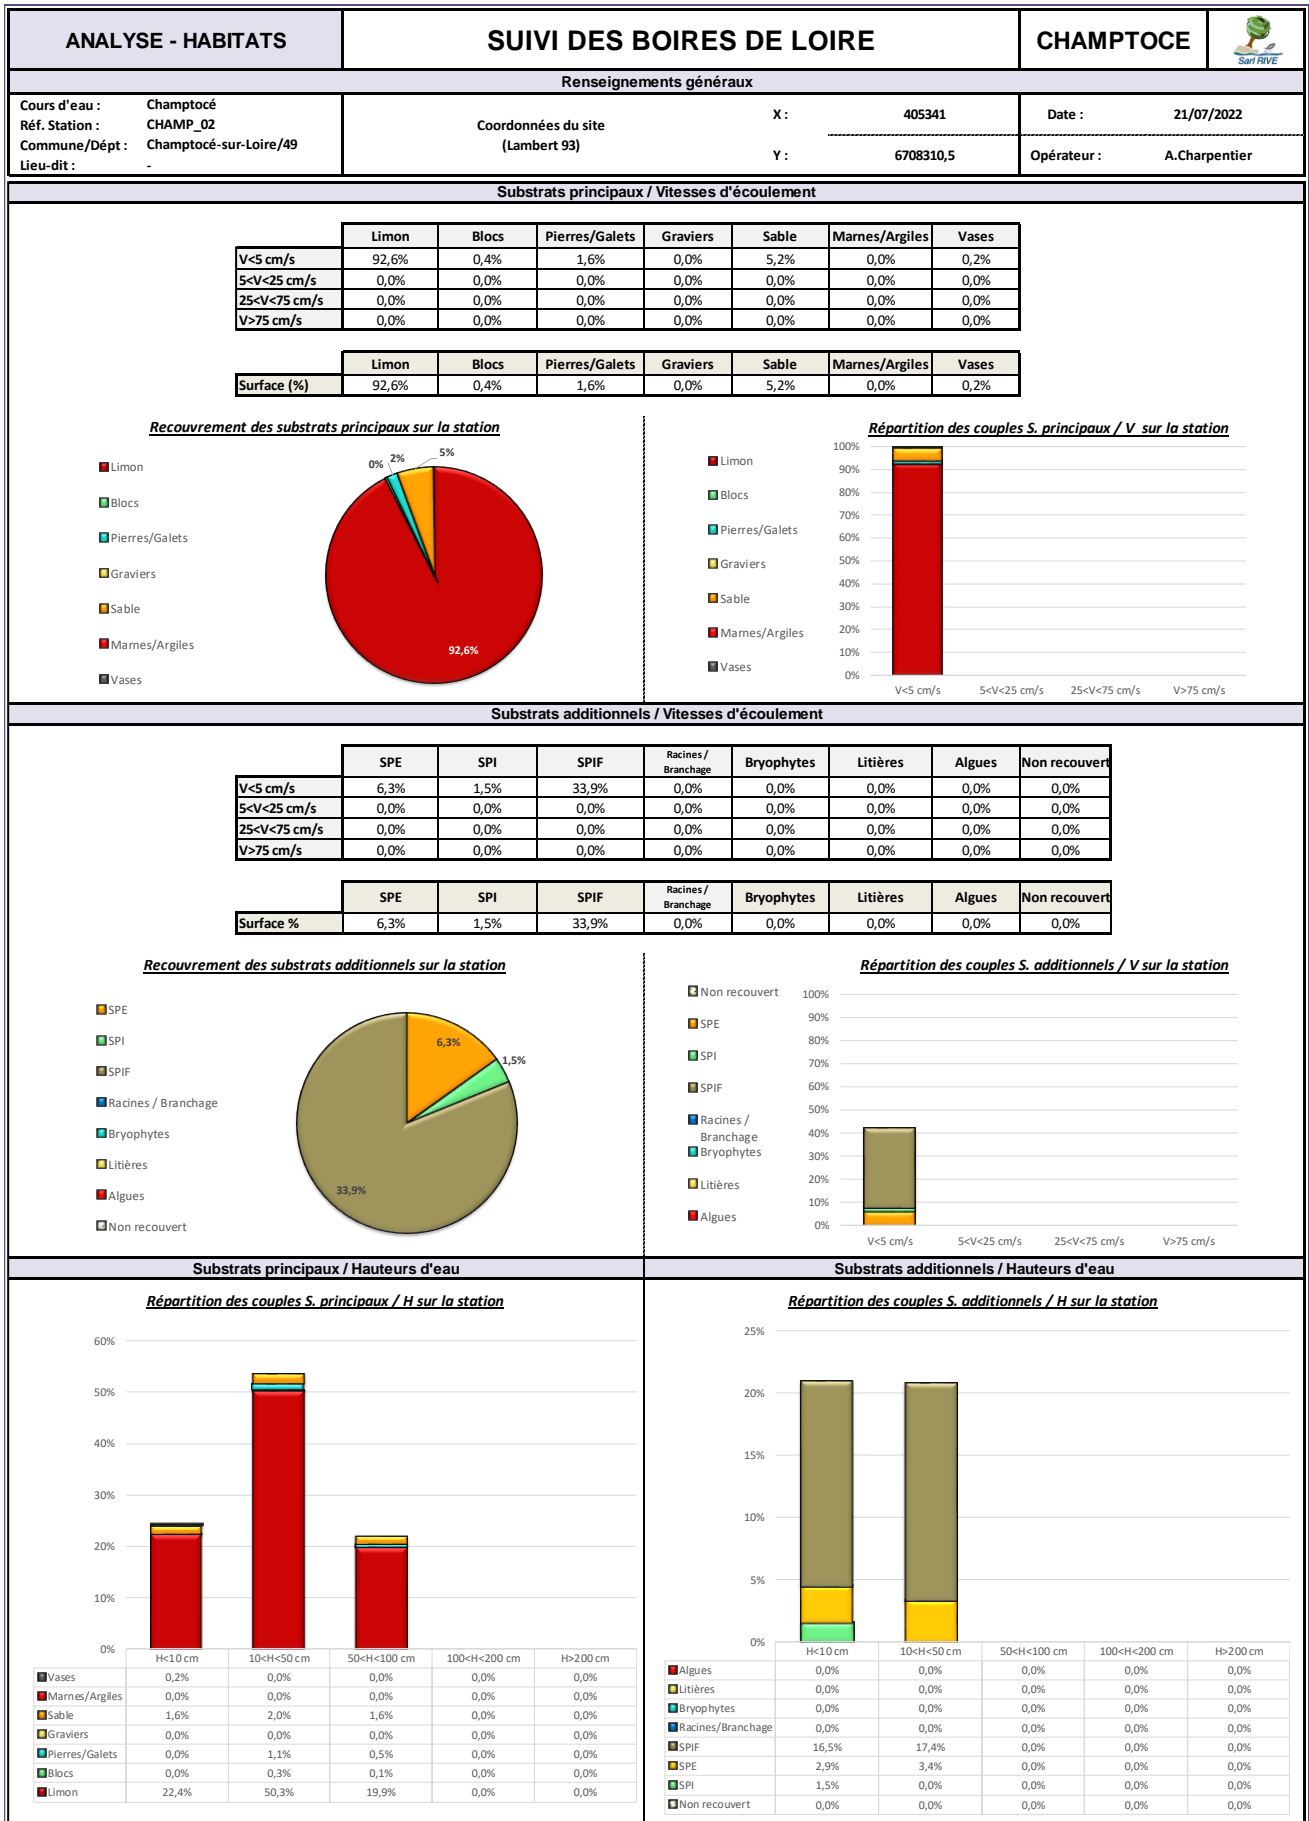 ANALYSE - HABITATS
SUIVI DES BOIRES DE LOIRE
CHAMPTOCE
Sarl RIVE
Renseignements généraux
Cours d'eau : Champtocé
Réf. Station : CHAMP_02
Commune/Dépt : Champtocé-sur-Loire/49
Lieu-dit : -
Coordonnées du site
(Lambert 93)
X : 405341
Y : 6708310,5
Date : 21/07/2022
Opérateur : A.Charpentier
Substrats principaux / Vitesses d'écoulement
Limon Blocs Pierres/Galets Graviers Sable Marnes/Argiles Vases
V<5 cm/s 92,6% 0,4% 1,6% 0,0% 5,2% 0,0% 0,2%
5<V<25 cm/s 0,0% 0,0% 0,0% 0,0% 0,0% 0,0% 0,0%
25<V<75 cm/s 0,0% 0,0% 0,0% 0,0% 0,0% 0,0% 0,0%
V>75 cm/s 0,0% 0,0% 0,0% 0,0% 0,0% 0,0% 0,0%
Limon Blocs Pierres/Galets Graviers Sable Marnes/Argiles Vases
Surface (%) 92,6% 0,4% 1,6% 0,0% 5,2% 0,0% 0,2%
Recouvrement des substrats principaux sur la station
Limon
Blocs
Pierres/Galets
Graviers
Sable
Marnes/Argiles
Vases
0% 2% 5%
92,6%
Répartition des couples S. principaux / V sur la station
Limon
Blocs
Pierres/Galets
Graviers
Sable
Marnes/Argiles
Vases
100%
90%
80%
70%
60%
50%
40%
30%
20%
10%
0%
V<5 cm/s 5<V<25 cm/s 25<V<75 cm/s V>75 cm/s
Substrats additionnels / Vitesses d'écoulement
SPE SPI SPIF Racines / Branchage Bryophytes Litières Algues Non recouvert
V<5 cm/s 6,3% 1,5% 33,9% 0,0% 0,0% 0,0% 0,0% 0,0%
5<V<25 cm/s 0,0% 0,0% 0,0% 0,0% 0,0% 0,0% 0,0% 0,0%
25<V<75 cm/s 0,0% 0,0% 0,0% 0,0% 0,0% 0,0% 0,0% 0,0%
V>75 cm/s 0,0% 0,0% 0,0% 0,0% 0,0% 0,0% 0,0% 0,0%
SPE SPI SPIF Racines / Branchage Bryophytes Litières Algues Non recouvert
Surface % 6,3% 1,5% 33,9% 0,0% 0,0% 0,0% 0,0% 0,0%
Recouvrement des substrats additionnels sur la station
SPE
SPI
SPIF
Racines / Branchage
Bryophytes
Litières
Algues
Non recouvert
6,3%
1,5%
33,9%
Répartition des couples S. additionnels / V sur la station
Non recouvert
SPE
SPI
SPIF
Racines /
Branchage
Bryophytes
Litières
Algues
100%
90%
80%
70%
60%
50%
40%
30%
20%
10%
0%
V<5 cm/s 5<V<25 cm/s 25<V<75 cm/s V>75 cm/s
Substrats principaux / Hauteurs d'eau
Répartition des couples S. principaux / H sur la station
60%
50%
40%
30%
20%
10%
0%
H<10 cm 10<H<50 cm 50<H<100 cm 100<H<200 cm H>200 cm
Vases 0,2% 0,0% 0,0% 0,0% 0,0%
Marnes/Argiles 0,0% 0,0% 0,0% 0,0% 0,0%
Sable 1,6% 2,0% 1,6% 0,0% 0,0%
Graviers 0,0% 0,0% 0,0% 0,0% 0,0%
Pierres/Galets 0,0% 1,1% 0,5% 0,0% 0,0%
Blocs 0,0% 0,3% 0,1% 0,0% 0,0%
Limon 22,4% 50,3% 19,9% 0,0% 0,0%
Substrats additionnels / Hauteurs d'eau
Répartition des couples S. additionnels / H sur la station
25%
20%
15%
10%
5%
0%
H<10 cm 10<H<50 cm 50<H<100 cm 100<H<200 cm H>200 cm
Algues 0,0% 0,0% 0,0% 0,0% 0,0%
Litières 0,0% 0,0% 0,0% 0,0% 0,0%
Bryophytes 0,0% 0,0% 0,0% 0,0% 0,0%
Racines/Branchage 0,0% 0,0% 0,0% 0,0% 0,0%
SPIF 16,5% 17,4% 0,0% 0,0% 0,0%
SPE 2,9% 3,4% 0,0% 0,0% 0,0%
SPI 1,5% 0,0% 0,0% 0,0% 0,0%
Non recouvert 0,0% 0,0% 0,0% 0,0% 0,0%